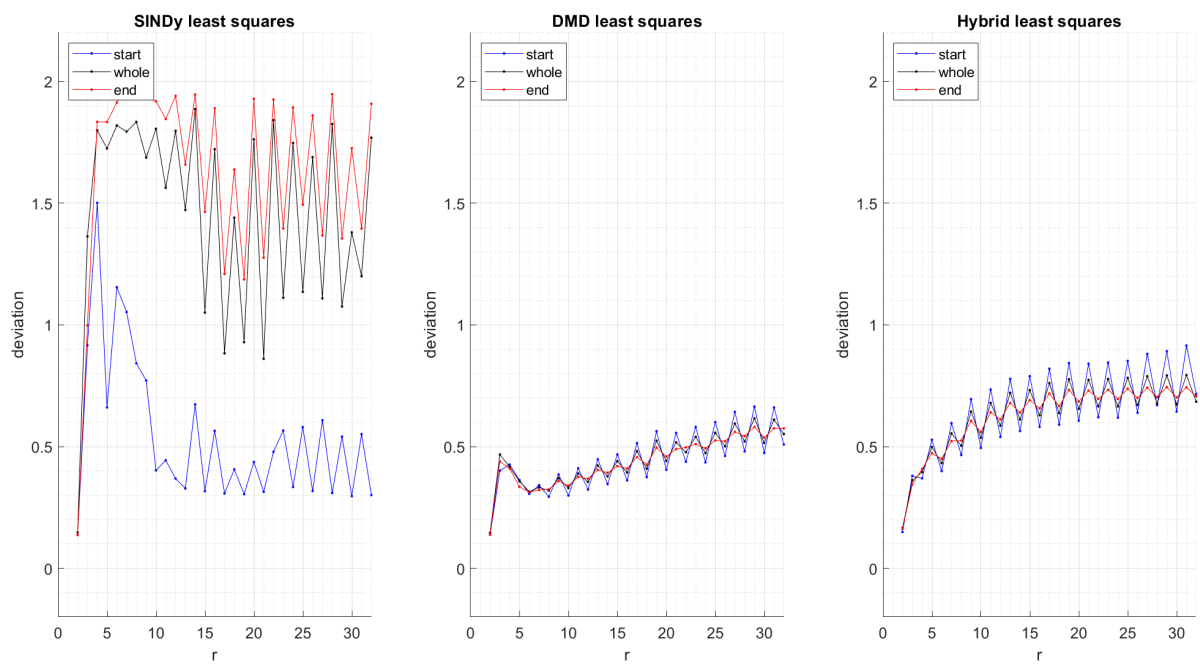 SINDy least squares
start
whole
end
2
1.5
1
0.5
0
deviation
0 5 10 15 20 25 30
r
DMD least squares
start
whole
end
2
1.5
1
0.5
0
deviation
0 5 10 15 20 25 30
r
Hybrid least squares
start
whole
end
2
1.5
1
0.5
0
deviation
0 5 10 15 20 25 30
r